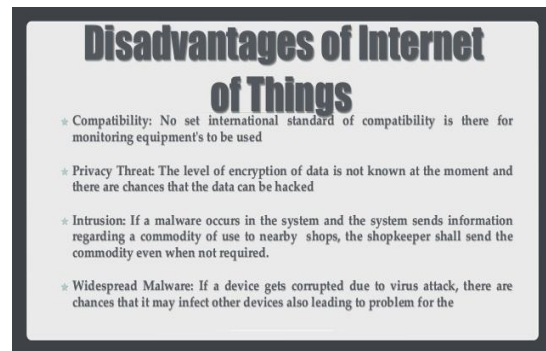 Disadvantages of Internet
of Things
Compatibility: No set international standard of compatibility is there for
monitoring equipment's to be used
Privacy Threat: The level of encryption of data is not known at the moment and
there are chances that the data can be hacked
Intrusion: If a malware occurs in the system and the system sends information
regarding a commodity of use to nearby shops, the shopkeeper shall send the
commodity even when not required.
Widespread Malware: If a device gets corrupted due to virus attack, there are
chances that it may infect other devices also leading to problem for the